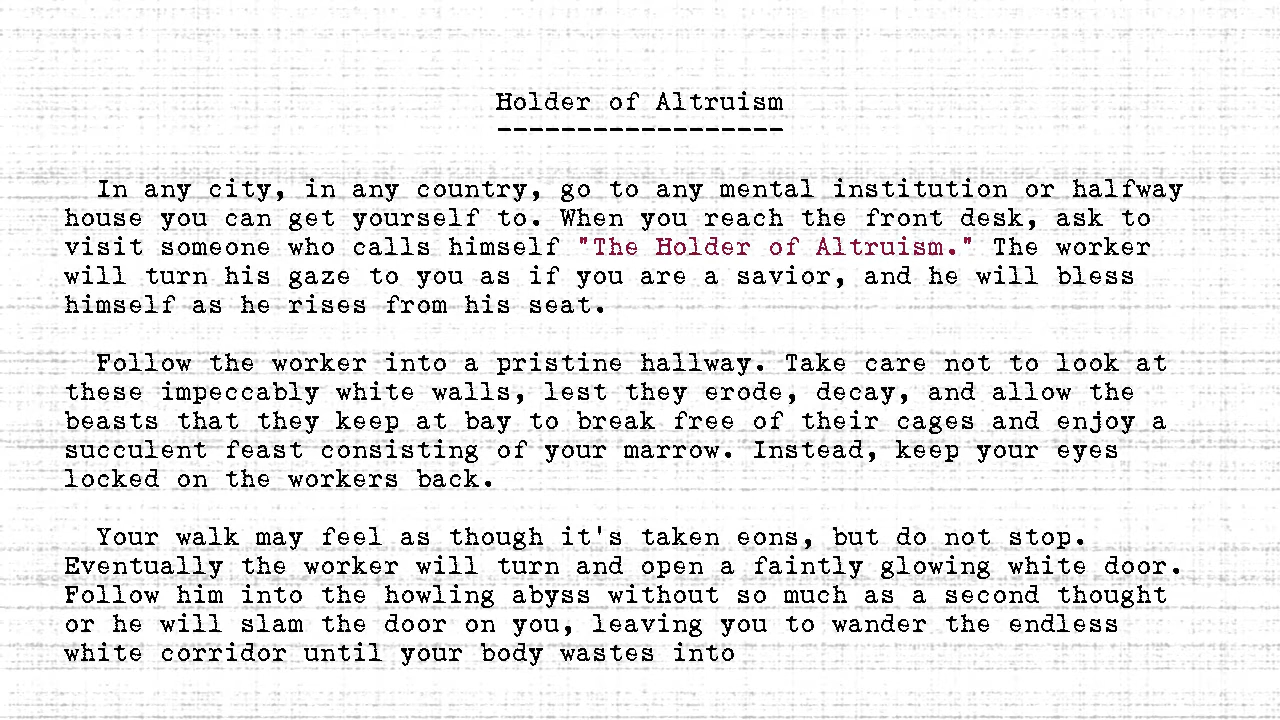 Holder of Altruism
------------------
In any city, in any country, go to any mental institution or halfway
house you can get yourself to. When you reach the front desk, ask to
visit someone who calls himself "The Holder of Altruism." The worker
will turn his gaze to you as if you are a savior, and he will bless
himself as he rises from his seat.
Follow the worker into a pristine hallway. Take care not to look at
these impeccably white walls, lest they erode, decay, and allow the
beasts that they keep at bay to break free of their cages and enjoy a
succulent feast consisting of your marrow. Instead, keep your eyes
locked on the workers back.
Your walk may feel as though it's taken eons, but do not stop.
Eventually the worker will turn and open a faintly glowing white door.
Follow him into the howling abyss without so much as a second thought
or he will slam the door on you, leaving you to wander the endless
white corridor until your body wastes into